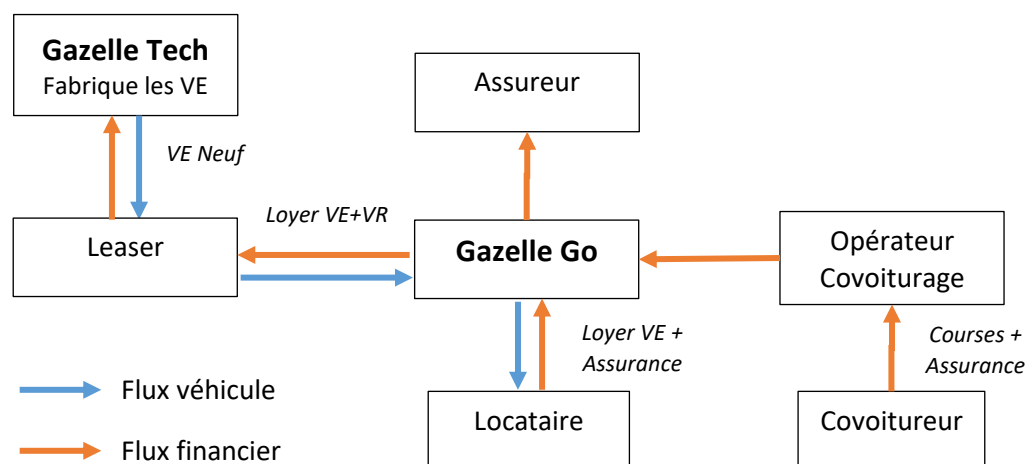 Gazelle Tech
Fabrique les VE
Assureur
VE Neuf
Loyer VE+VR
Leaser
Gazelle Go
Opérateur
Covoiturage
Loyer VE +
Assurance
Courses +
Assurance
Flux véhicule
Locataire
Covoitureur
Flux financier